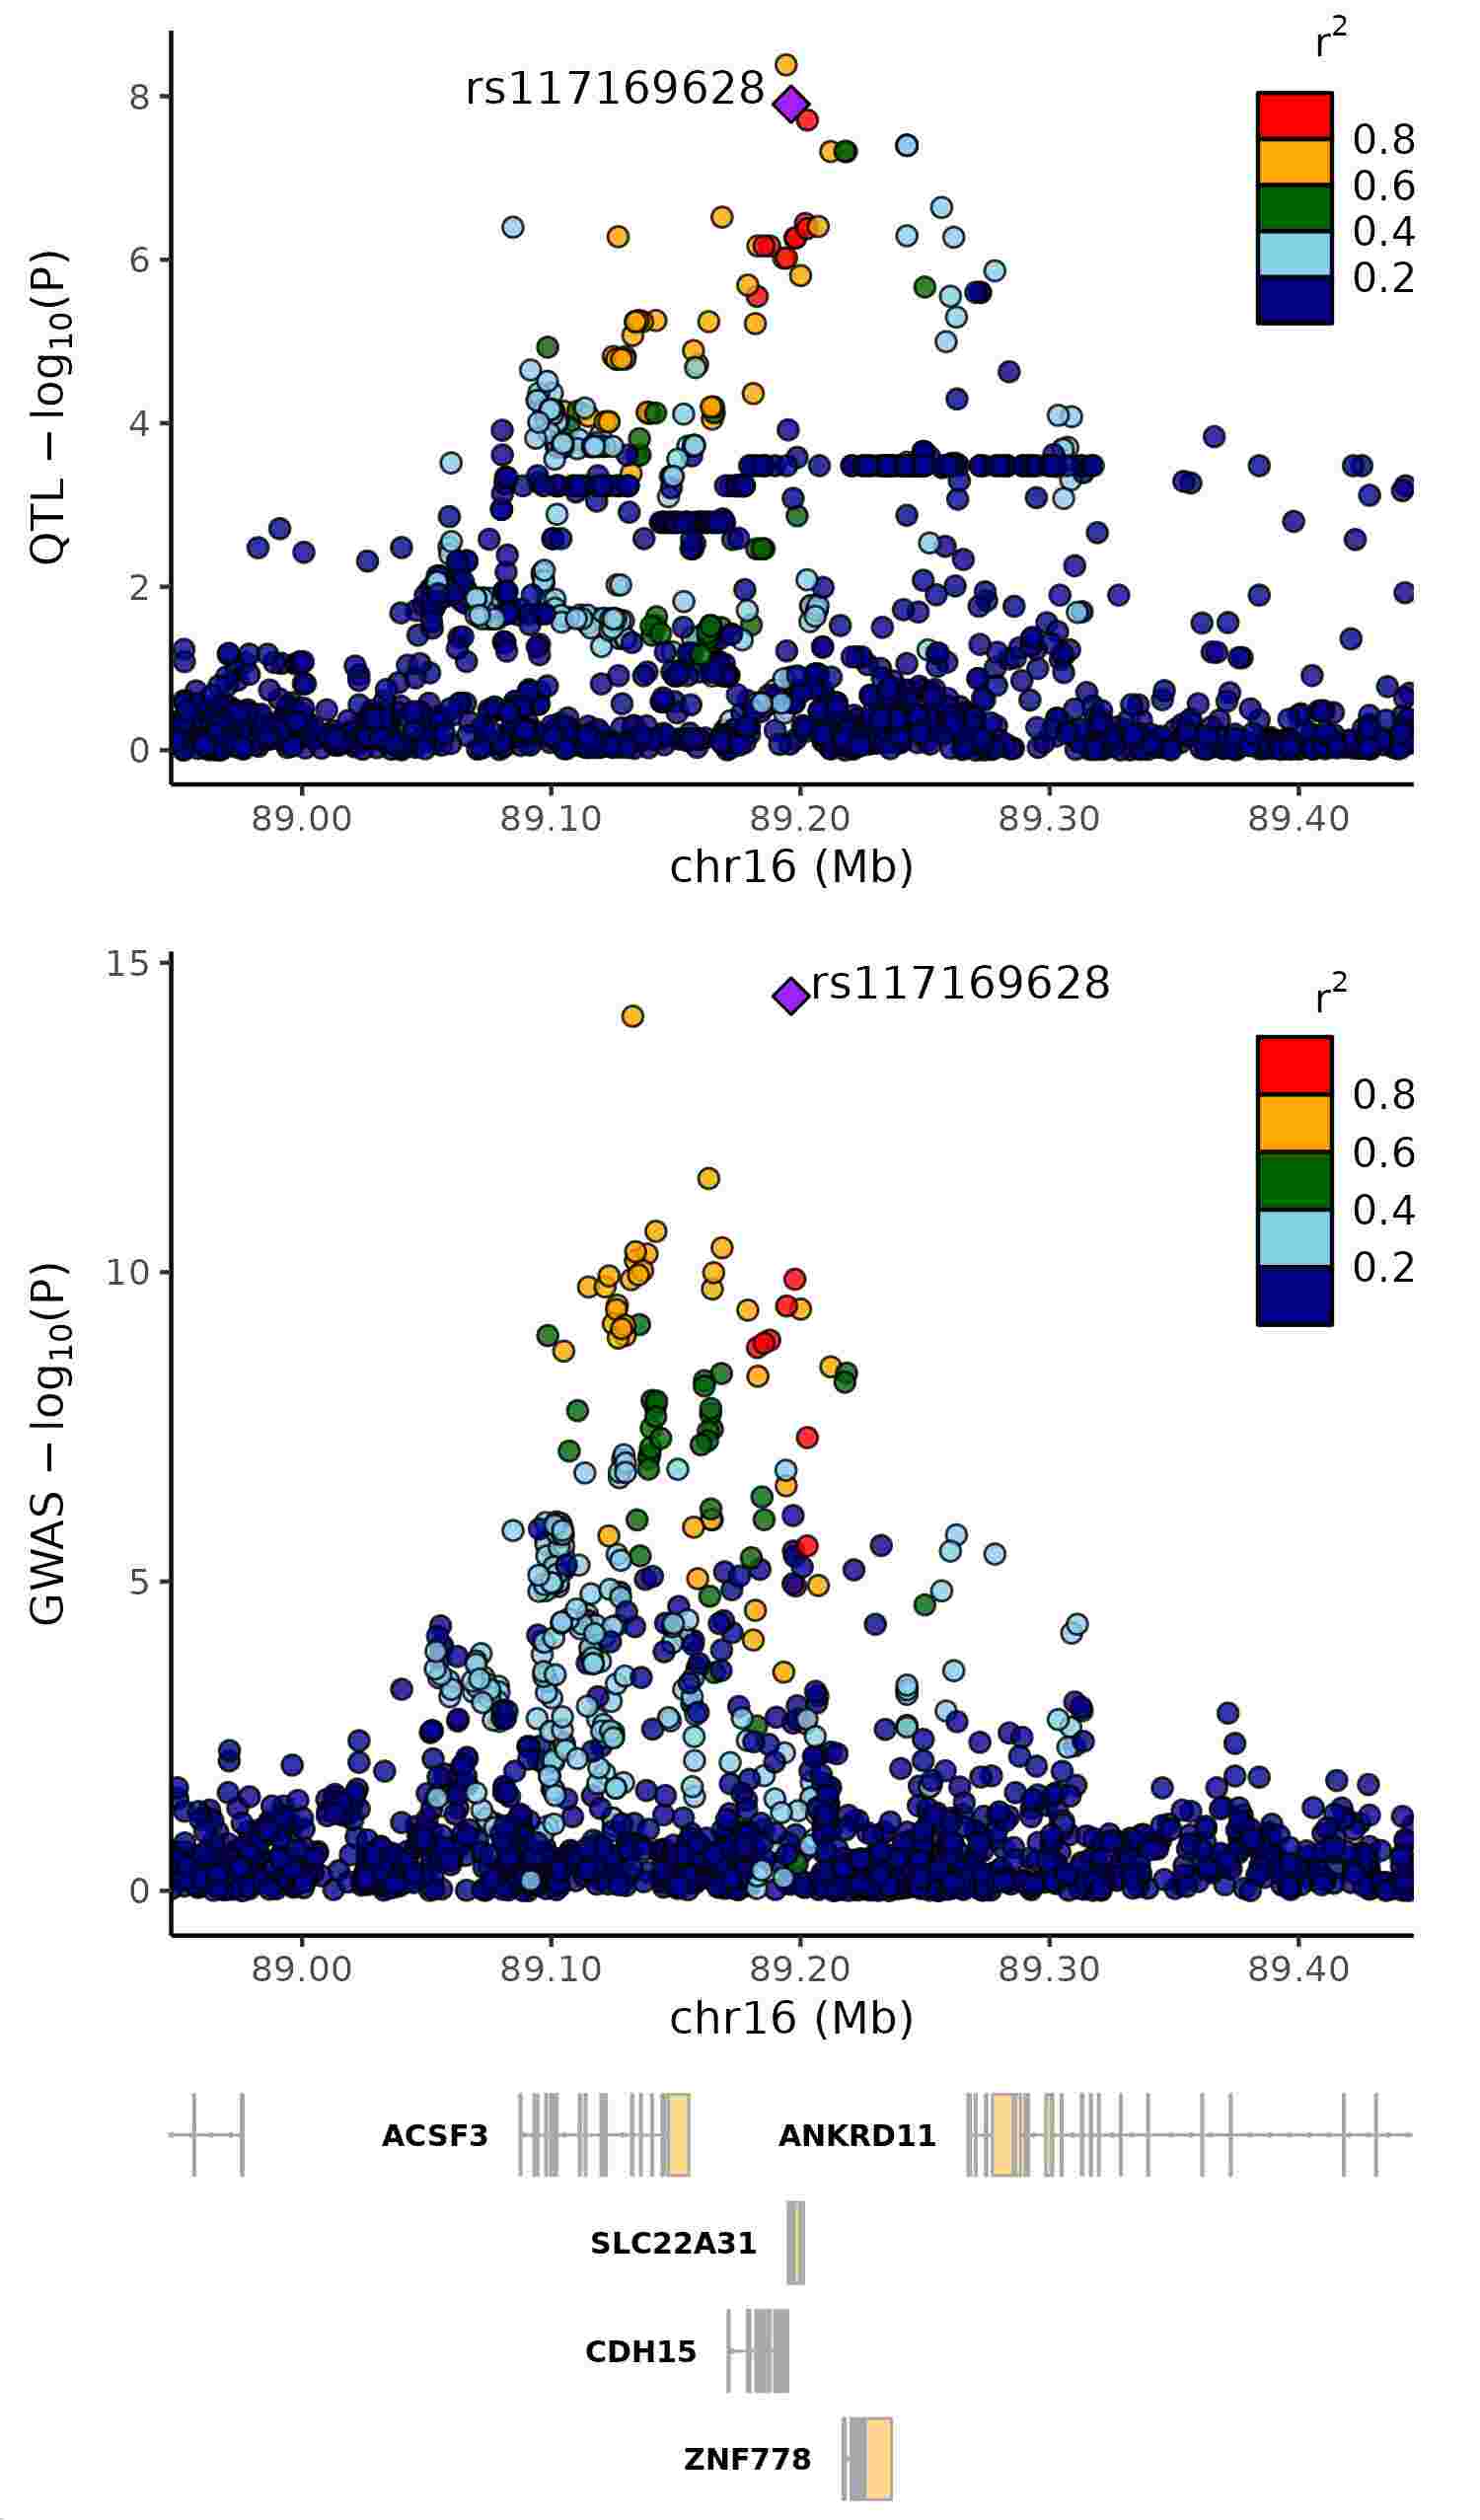 r2
rs117169628
8
6
4
2
0
QTL − log10(P)
0.8
0.6
0.4
0.2
89.00 89.10 89.20 89.30 89.40
chr16 (Mb)
r2
rs117169628
15
10
5
0
GWAS − log10(P)
0.8
0.6
0.4
0.2
89.00 89.10 89.20 89.30 89.40
chr16 (Mb)
ACSF3 ANKRD11
SLC22A31
CDH15
ZNF778